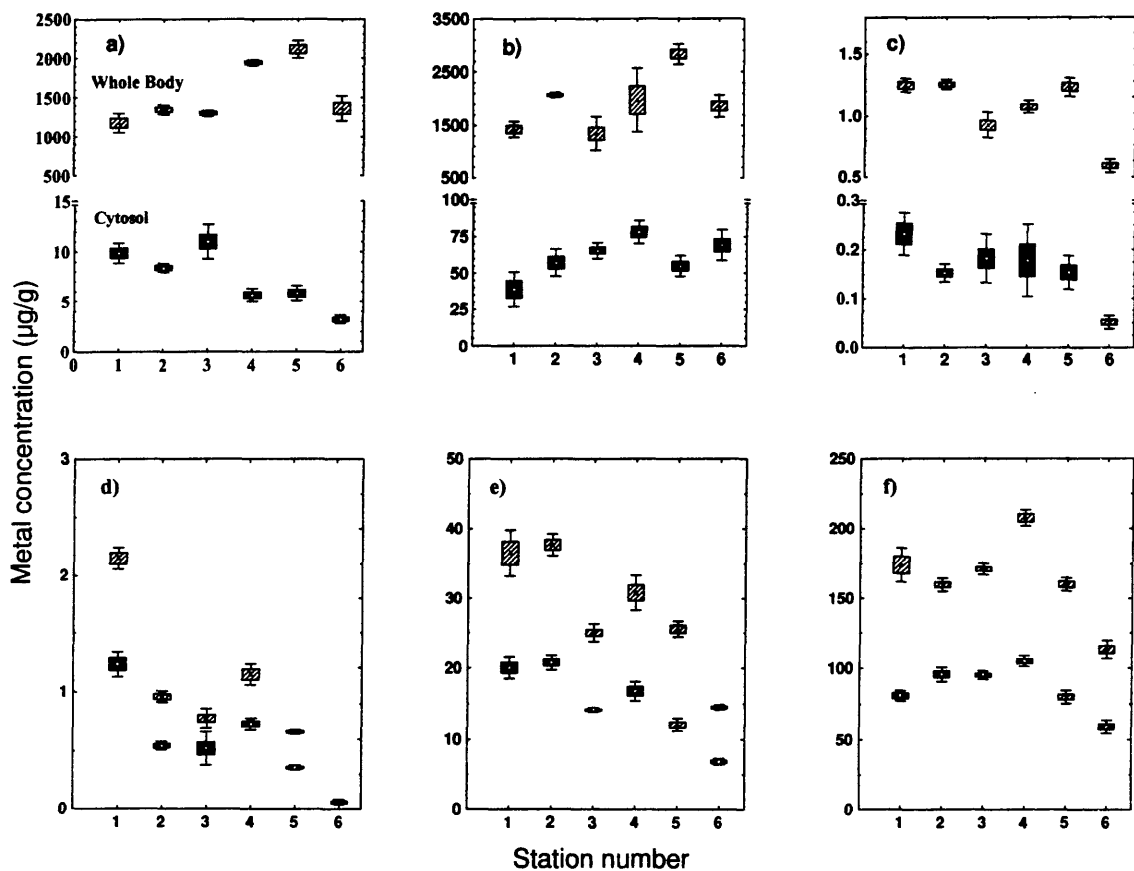 a)
Whole Body
Cytosol
2500
2000
1500
1000
500
15
10
5
0
0 1 2 3 4 5 6
b)
3500
2500
1500
500
100
75
50
25
0
1 2 3 4 5 6
c)
1.5
1.0
0.5
0.3
0.2
0.1
0.0
1 2 3 4 5 6
Metal concentration (µg/g)
d)
3
2
1
0
1 2 3 4 5 6
e)
50
40
30
20
10
0
1 2 3 4 5 6
f)
250
200
150
100
50
0
1 2 3 4 5 6
Station number